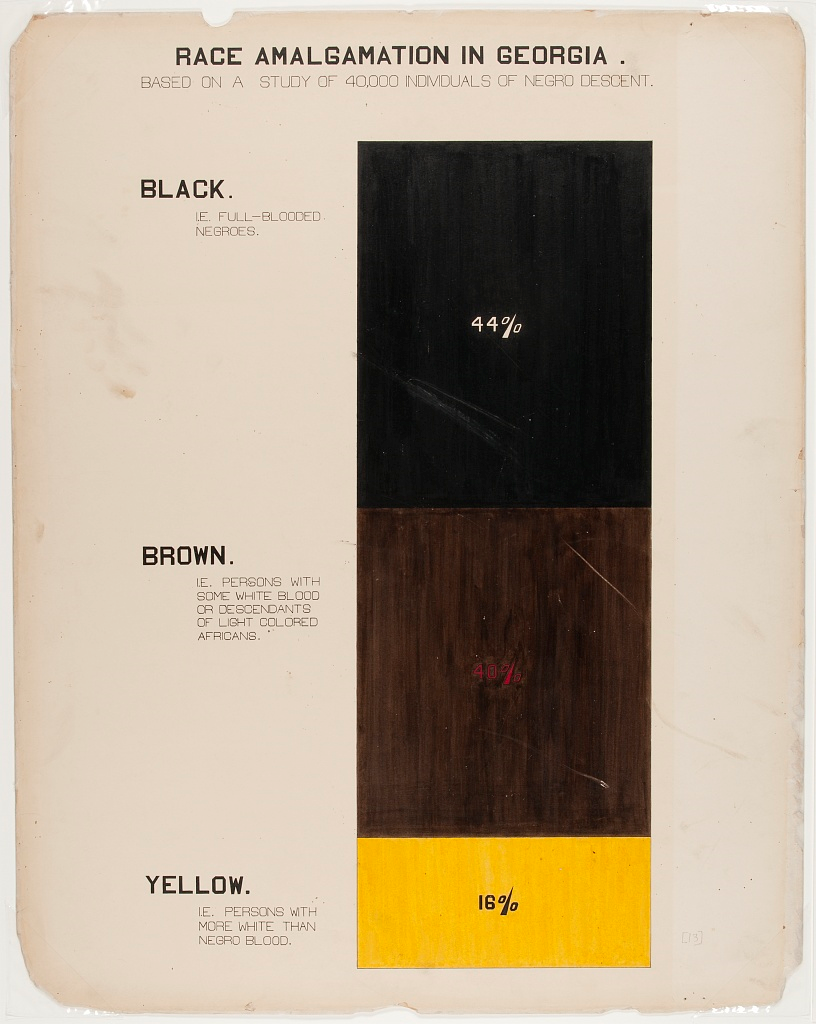 RACE AMALGAMATION IN GEORGIA .
BASED ON A STUDY OF 40,000 INDIVIDUALS OF NEGRO DESCENT.
BLACK.
I.E. FULL-BLOODED
NEGROES.
44%
BROWN.
I.E. PERSONS WITH
SOME WHITE BLOOD
OR DESCENDANTS
OF LIGHT COLORED
AFRICANS.
40%
YELLOW.
I.E. PERSONS WITH
MORE WHITE THAN
NEGRO BLOOD.
16%
[13]